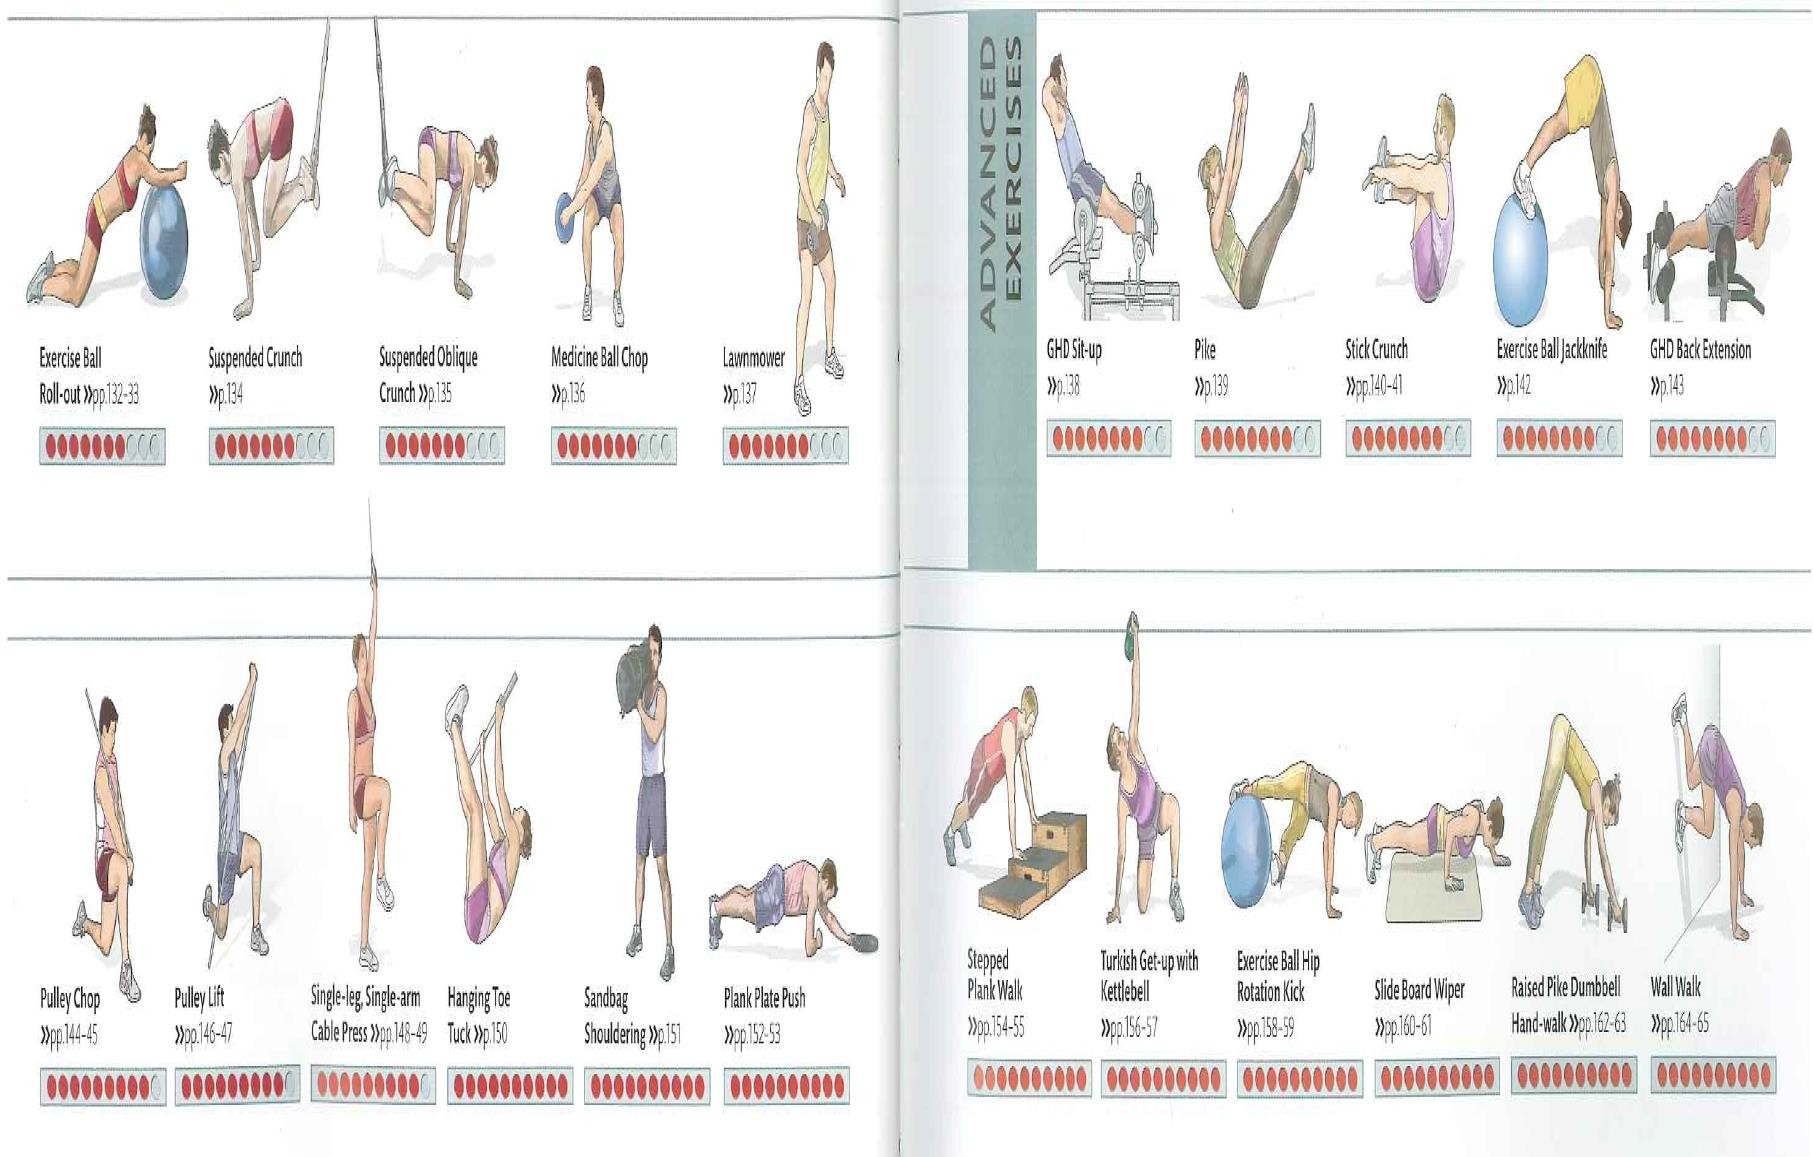 Exercise Ball
Roll-out »pp.132–33
Suspended Crunch
»p.134
Suspended Oblique
Crunch »p.135
Medicine Ball Chop
»p.136
Lawnmower
»p.137
ADVANCED
EXERCISES
GHD Sit-up
»p.138
Pike
»p.139
Stick Crunch
»pp.140–41
Exercise Ball Jackknife
»p.142
GHD Back Extension
»p.143
Pulley Chop
»pp.144–45
Pulley Lift
»pp.146–47
Single-leg, Single-arm
Cable Press »pp.148–49
Hanging Toe
Tuck »p.150
Sandbag
Shouldering »p.151
Plank Plate Push
»pp.152–53
Stepped
Plank Walk
»pp.154–55
Turkish Get-up with
Kettlebell
»pp.156–57
Exercise Ball Hip
Rotation Kick
»pp.158–59
Slide Board Wiper
»pp.160–61
Raised Pike Dumbbell
Hand-walk »pp.162–63
Wall Walk
»pp.164–65